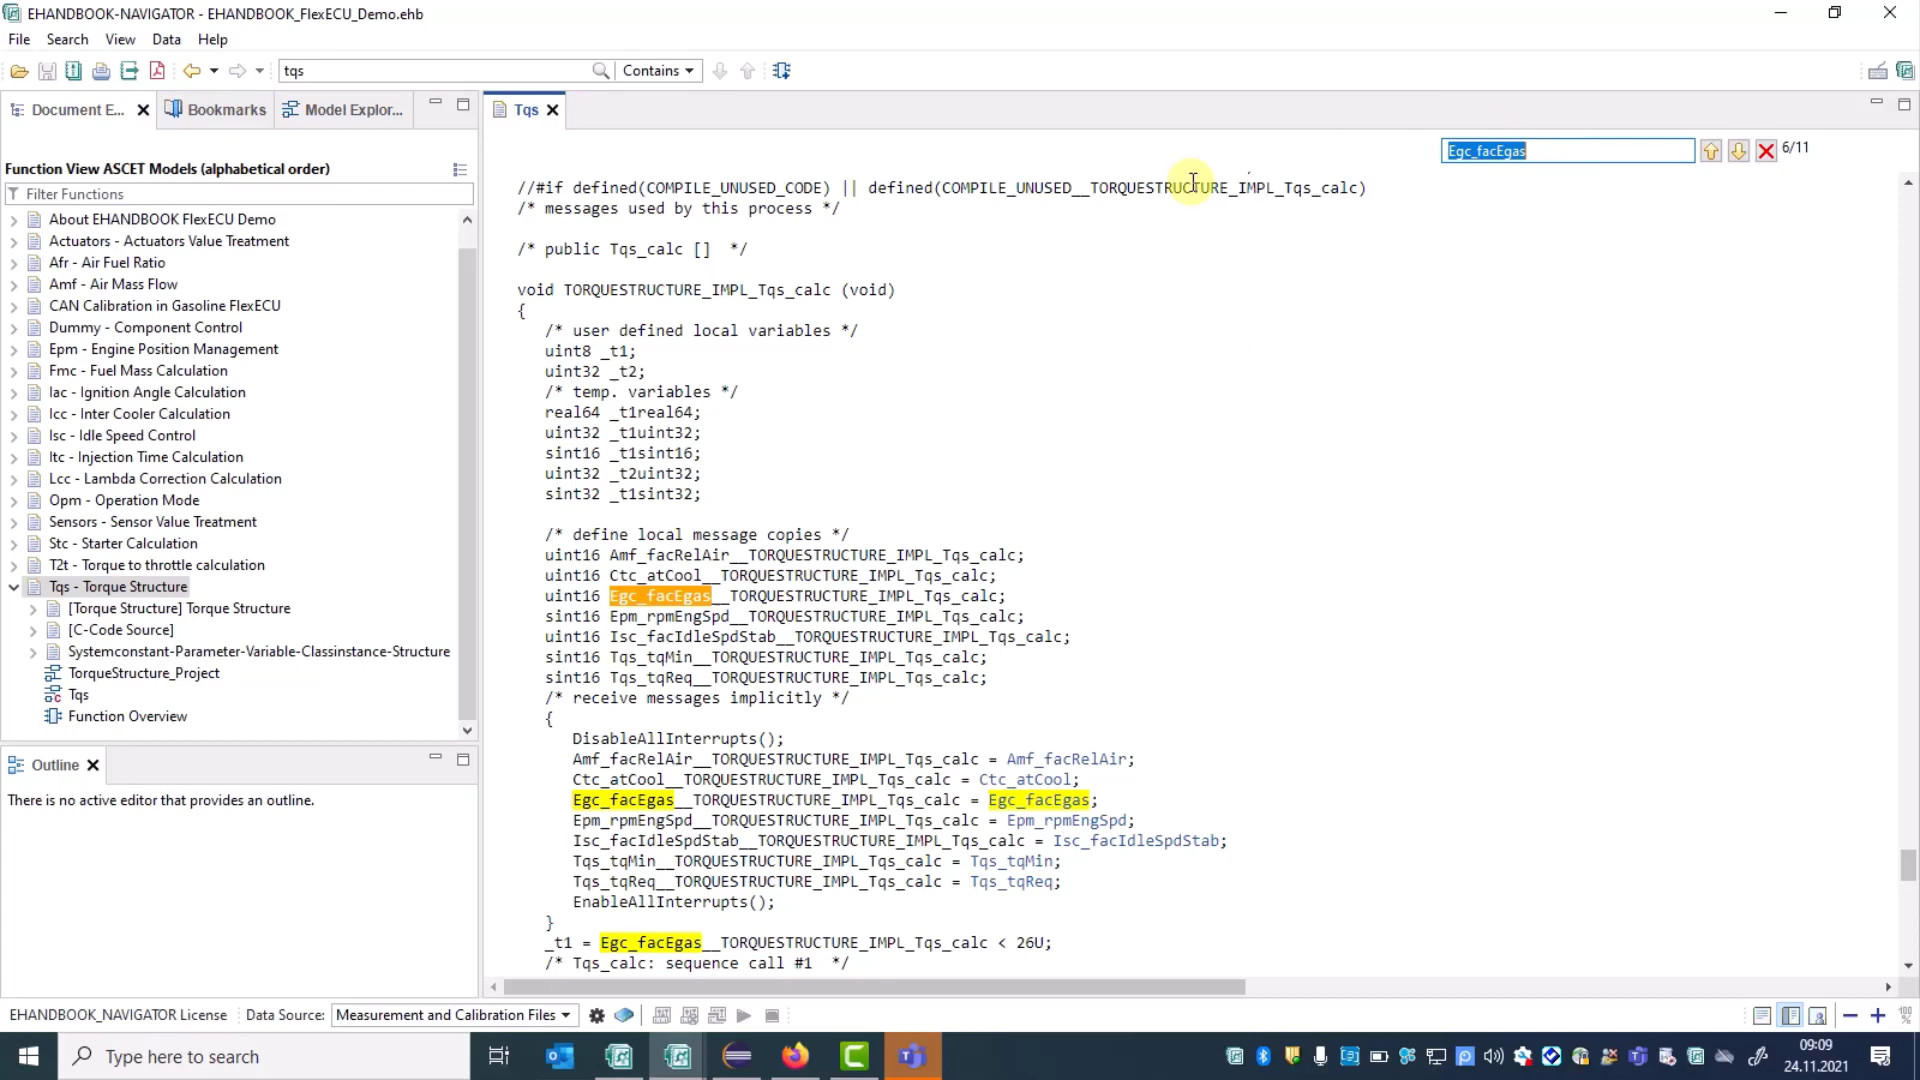 EHANDBOOK-NAVIGATOR - EHANDBOOK_FlexECU_Demo.ehb
File Search View Data Help
tqs
Contains
Document E... Bookmarks Model Explor...
Function View ASCET Models (alphabetical order)
Filter Functions
About EHANDBOOK FlexECU Demo
Actuators - Actuators Value Treatment
Afr - Air Fuel Ratio
Amf - Air Mass Flow
CAN Calibration in Gasoline FlexECU
Dummy - Component Control
Epm - Engine Position Management
Fmc - Fuel Mass Calculation
Iac - Ignition Angle Calculation
Icc - Inter Cooler Calculation
Isc - Idle Speed Control
Itc - Injection Time Calculation
Lcc - Lambda Correction Calculation
Opm - Operation Mode
Sensors - Sensor Value Treatment
Stc - Starter Calculation
T2t - Torque to throttle calculation
Tqs - Torque Structure
[Torque Structure] Torque Structure
[C-Code Source]
Systemconstant-Parameter-Variable-Classinstance-Structure
TorqueStructure_Project
Tqs
Function Overview
Outline
There is no active editor that provides an outline.
Tqs
Egc_facEgas
6/11
//#if defined(COMPILE_UNUSED_CODE) || defined(COMPILE_UNUSED__TORQUESTRUCTURE_IMPL_Tqs_calc)
/* messages used by this process */
/* public Tqs_calc [] */
void TORQUESTRUCTURE_IMPL_Tqs_calc (void)
{
/* user defined local variables */
uint8 _t1;
uint32 _t2;
/* temp. variables */
real64 _t1real64;
uint32 _t1uint32;
sint16 _t1sint16;
uint32 _t2uint32;
sint32 _t1sint32;
/* define local message copies */
uint16 Amf_facRelAir__TORQUESTRUCTURE_IMPL_Tqs_calc;
uint16 Ctc_atCool__TORQUESTRUCTURE_IMPL_Tqs_calc;
uint16 Egc_facEgas__TORQUESTRUCTURE_IMPL_Tqs_calc;
sint16 Epm_rpmEngSpd__TORQUESTRUCTURE_IMPL_Tqs_calc;
uint16 Isc_facIdleSpdStab__TORQUESTRUCTURE_IMPL_Tqs_calc;
sint16 Tqs_tqMin__TORQUESTRUCTURE_IMPL_Tqs_calc;
sint16 Tqs_tqReq__TORQUESTRUCTURE_IMPL_Tqs_calc;
/* receive messages implicitly */
{
DisableAllInterrupts();
Amf_facRelAir__TORQUESTRUCTURE_IMPL_Tqs_calc = Amf_facRelAir;
Ctc_atCool__TORQUESTRUCTURE_IMPL_Tqs_calc = Ctc_atCool;
Egc_facEgas__TORQUESTRUCTURE_IMPL_Tqs_calc = Egc_facEgas;
Epm_rpmEngSpd__TORQUESTRUCTURE_IMPL_Tqs_calc = Epm_rpmEngSpd;
Isc_facIdleSpdStab__TORQUESTRUCTURE_IMPL_Tqs_calc = Isc_facIdleSpdStab;
Tqs_tqMin__TORQUESTRUCTURE_IMPL_Tqs_calc = Tqs_tqMin;
Tqs_tqReq__TORQUESTRUCTURE_IMPL_Tqs_calc = Tqs_tqReq;
EnableAllInterrupts();
}
_t1 = Egc_facEgas__TORQUESTRUCTURE_IMPL_Tqs_calc < 26U;
/* Tqs_calc: sequence call #1 */
EHANDBOOK_NAVIGATOR License Data Source: Measurement and Calibration Files
Type here to search
09:09
24.11.2021